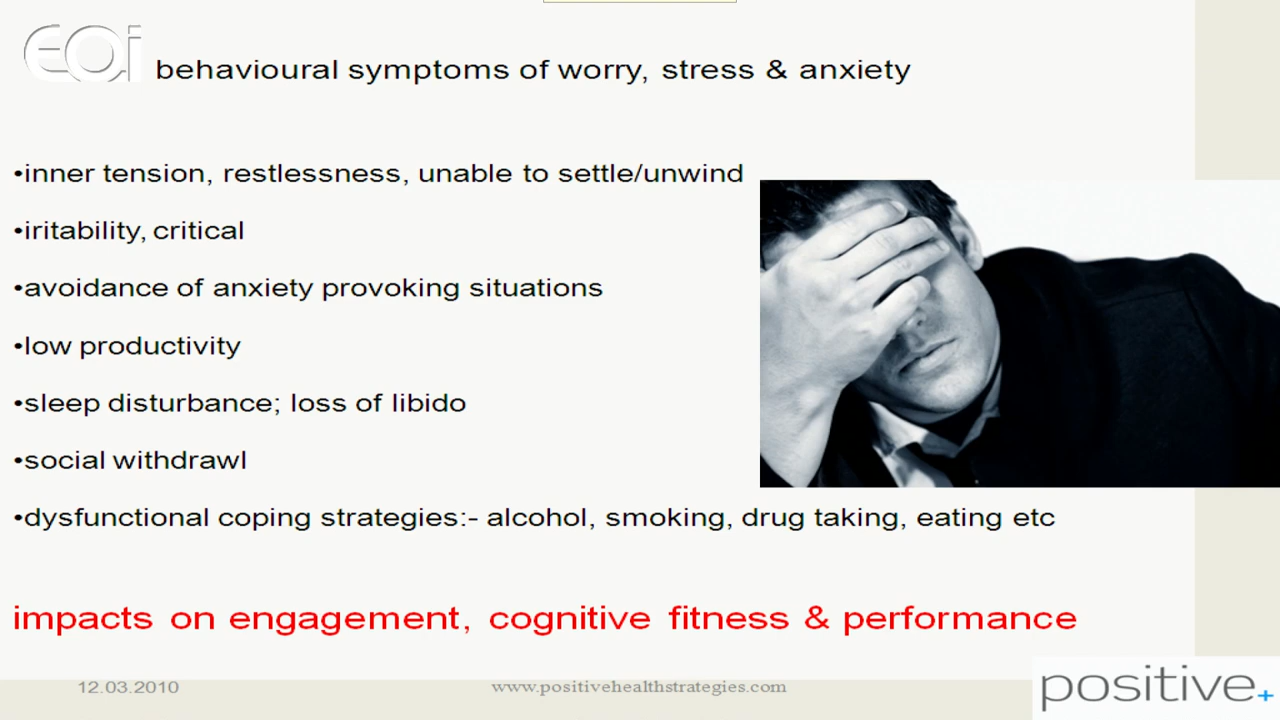 EQi behavioural symptoms of worry, stress & anxiety
•inner tension, restlessness, unable to settle/unwind
•iritability, critical
•avoidance of anxiety provoking situations
•low productivity
•sleep disturbance; loss of libido
•social withdrawl
•dysfunctional coping strategies:- alcohol, smoking, drug taking, eating etc
impacts on engagement, cognitive fitness & performance
12.03.2010
www.positivehealthstrategies.com
positive+